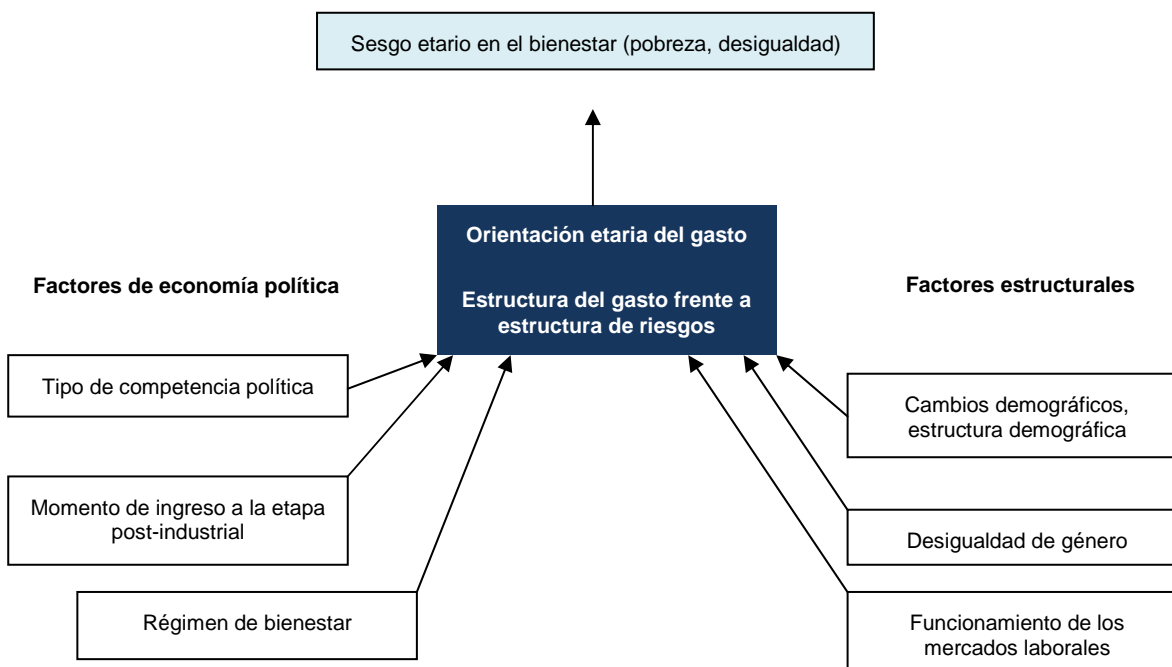 Sesgo etario en el bienestar (pobreza, desigualdad)
Orientación etaria del gasto
Estructura del gasto frente a
estructura de riesgos
Factores de economía política
Tipo de competencia política
Momento de ingreso a la etapa
post-industrial
Régimen de bienestar
Factores estructurales
Cambios demográficos,
estructura demográfica
Desigualdad de género
Funcionamiento de los
mercados laborales